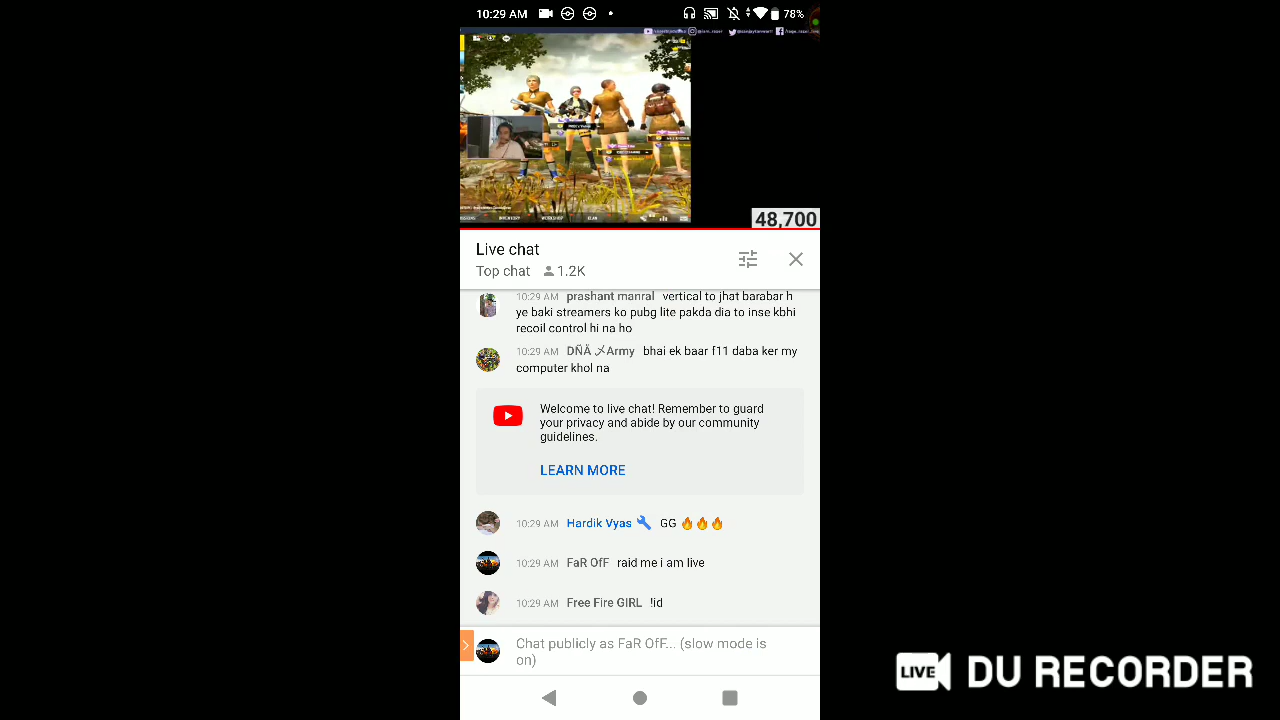 10:29 AM
78%
48,700
Live chat
Top chat 1.2K
10:29 AM prashant manral vertical to jhat barabar h
ye baki streamers ko pubg lite pakda dia to inse kbhi
recoil control hi na ho
10:29 AM DÑÃ乄Army bhai ek baar f11 daba ker my
computer khol na
Welcome to live chat! Remember to guard
your privacy and abide by our community
guidelines.
LEARN MORE
10:29 AM Hardik Vyas GG 🔥🔥🔥
10:29 AM FaR OfF raid me i am live
10:29 AM Free Fire GIRL !id
Chat publicly as FaR OfF... (slow mode is
on)
LIVE DU RECORDER